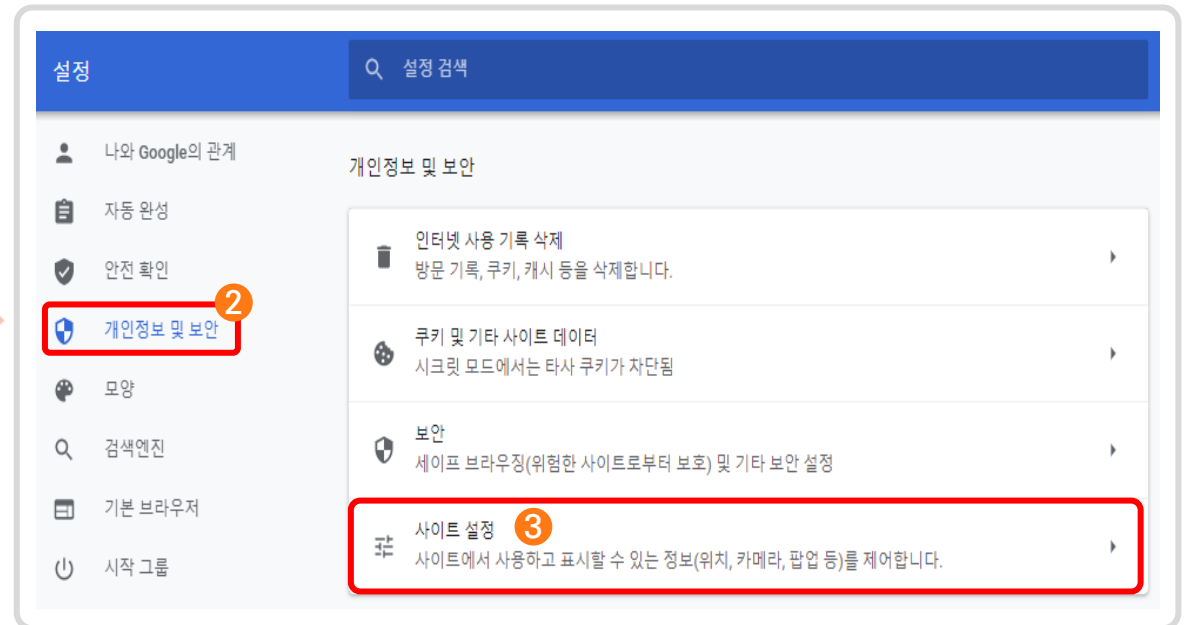 설정
설정 검색
나와 Google의 관계
자동 완성
안전 확인
2
개인정보 및 보안
모양
검색엔진
기본 브라우저
시작 그룹
개인정보 및 보안
인터넷 사용 기록 삭제
방문 기록, 쿠키, 캐시 등을 삭제합니다.
쿠키 및 기타 사이트 데이터
시크릿 모드에서는 타사 쿠키가 차단됨
보안
세이프 브라우징(위험한 사이트로부터 보호) 및 기타 보안 설정
사이트 설정 3
사이트에서 사용하고 표시할 수 있는 정보(위치, 카메라, 팝업 등)를 제어합니다.